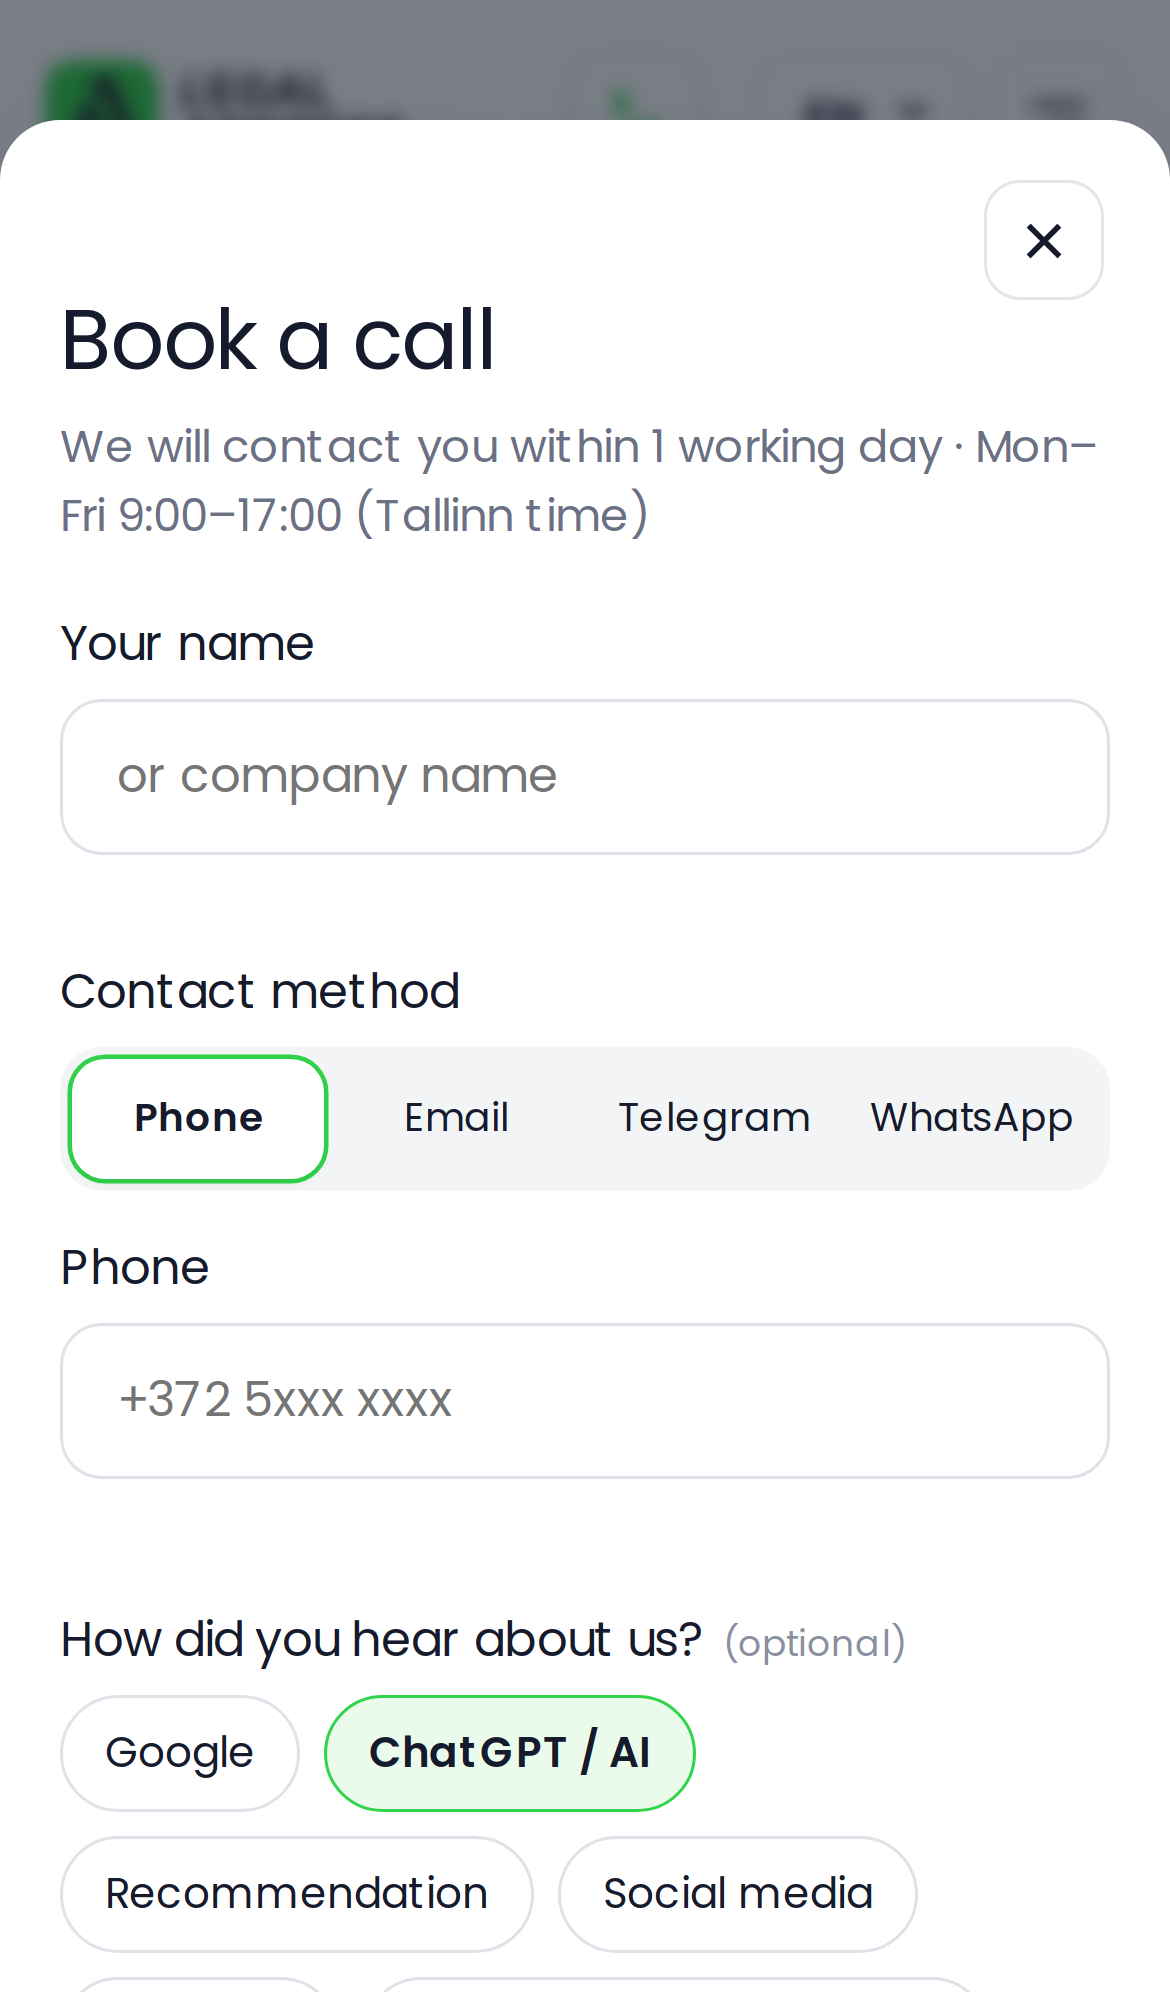 LEGAL
EN
Book a call
We will contact you within 1 working day · Mon–
Fri 9:00–17:00 (Tallinn time)
Your name
or company name
Contact method
Phone Email Telegram WhatsApp
Phone
+372 5xxx xxxx
How did you hear about us? (optional)
Google ChatGPT / AI
Recommendation Social media